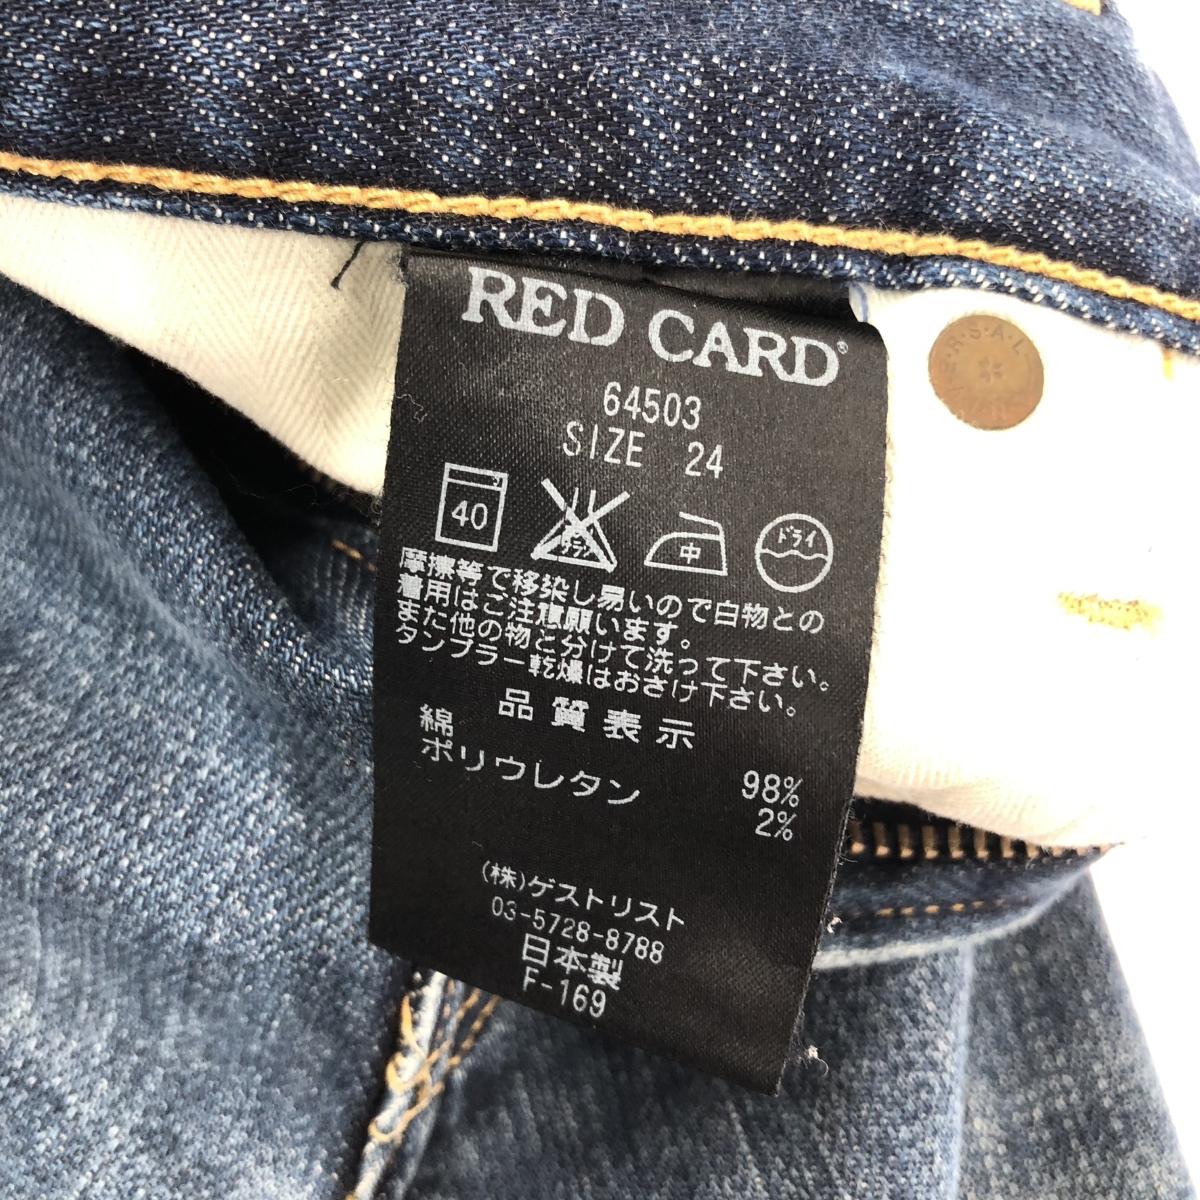 RED CARD®
64503
SIZE 24
40
中
ドライ
摩擦等で移染し易いので白物との
着用はご注意願います。
また他の物と分けて洗って下さい。
タンブラー乾燥はおさけ下さい。
品質表示
綿 98%
ポリウレタン 2%
(株)ゲストリスト
03-5728-8788
日本製
F-169